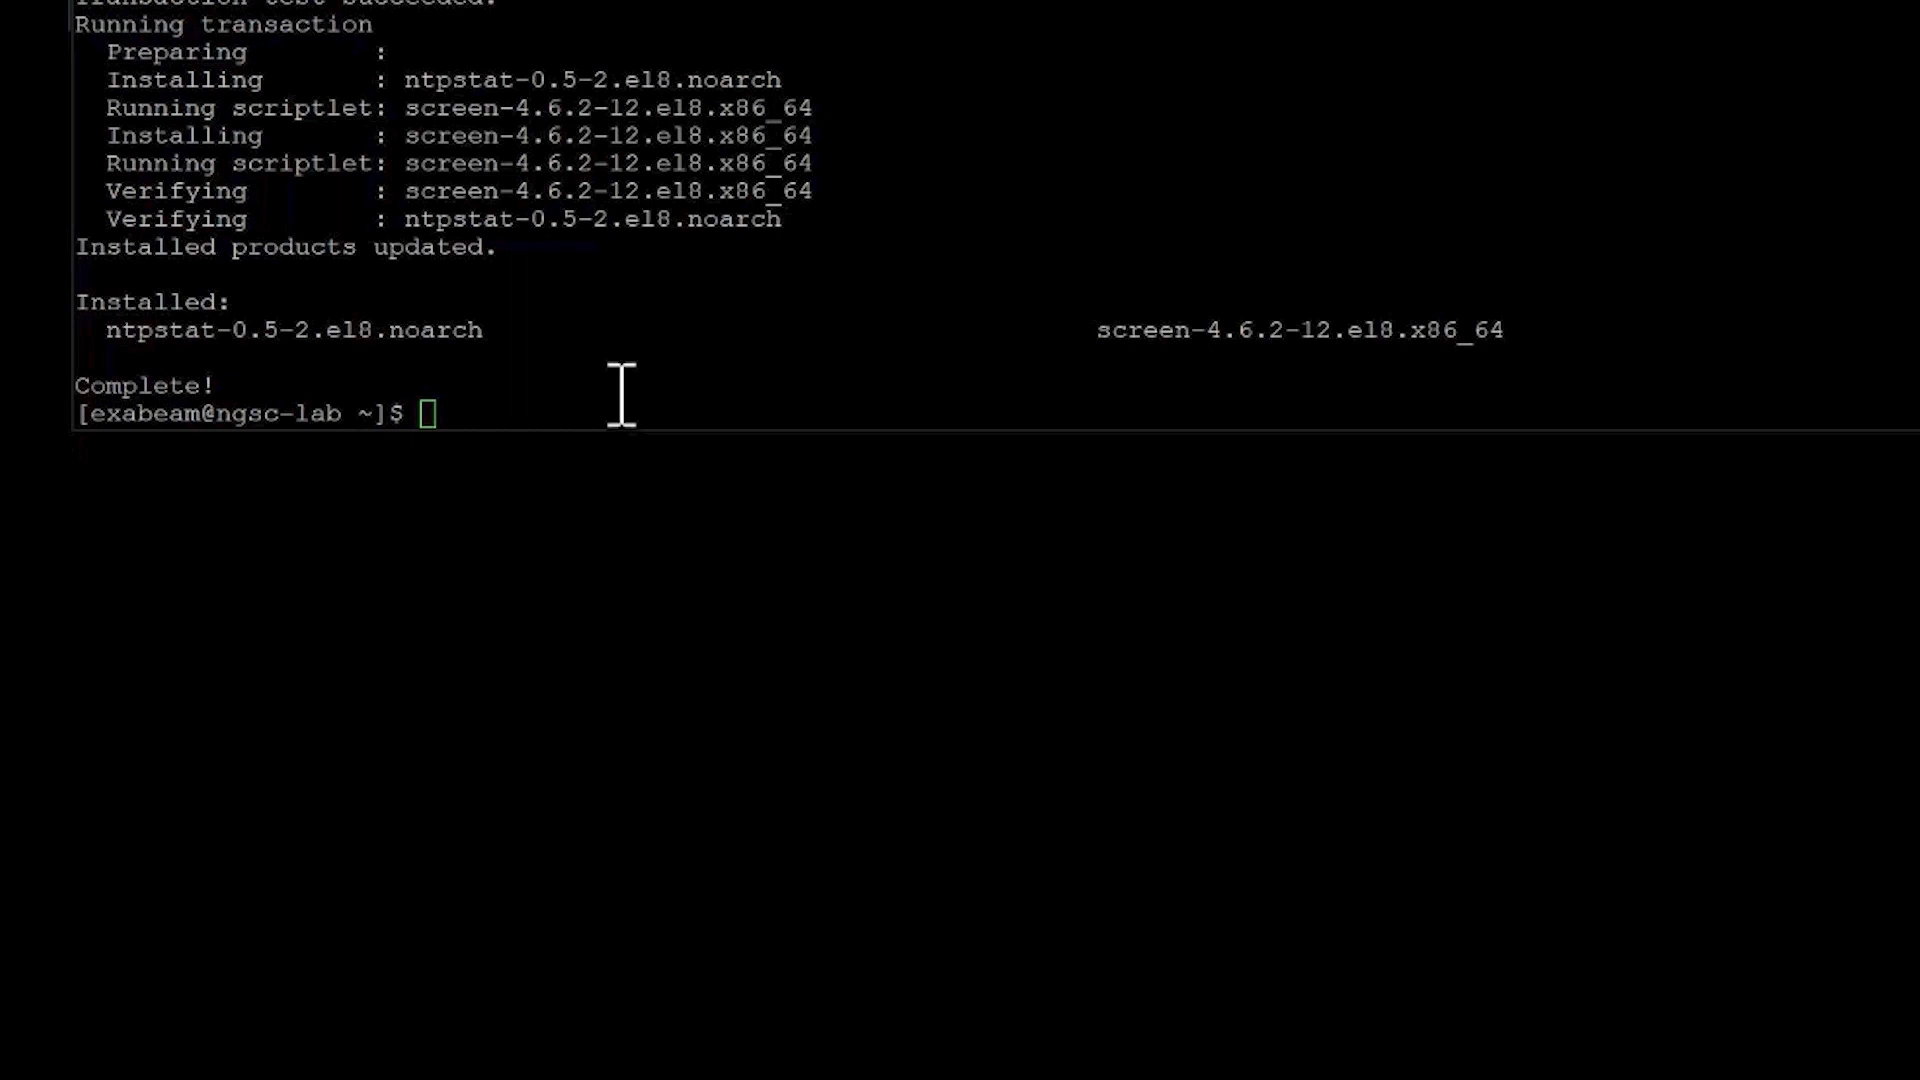 Transaction test succeeded.
Running transaction
  Preparing        :
  Installing       : ntpstat-0.5-2.el8.noarch
  Running scriptlet: screen-4.6.2-12.el8.x86_64
  Installing       : screen-4.6.2-12.el8.x86_64
  Running scriptlet: screen-4.6.2-12.el8.x86_64
  Verifying        : screen-4.6.2-12.el8.x86_64
  Verifying        : ntpstat-0.5-2.el8.noarch
Installed products updated.
Installed:
  ntpstat-0.5-2.el8.noarch                                       screen-4.6.2-12.el8.x86_64
Complete!
[exabeam@ngsc-lab ~]$